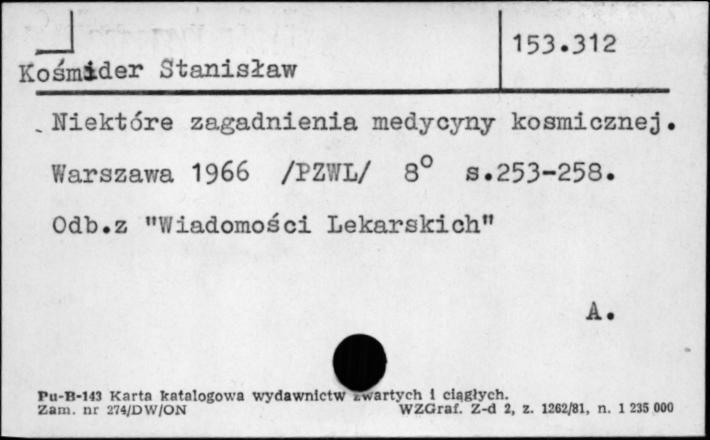 153.312
Kośmider Stanisław
Niektóre zagadnienia medycyny kosmicznej.
Warszawa 1966 /PZWL/ 8° s.253-258.
Odb.z "Wiadomości Lekarskich"
A.
Pu-B-143 Karta katalogowa wydawnictw zwartych i ciągłych.
Zam. nr 274/DW/ON WZGraf. Z-d 2, z. 1262/81, n. 1 235 000